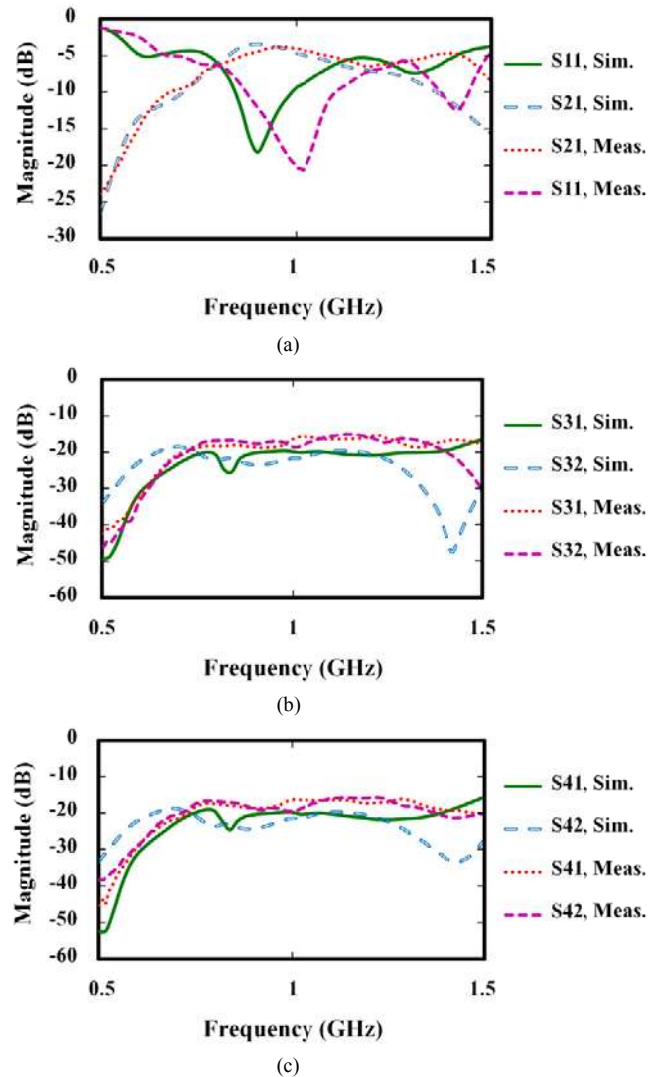 0
-5
-10
-15
-20
-25
-30
Magnitude (dB)
0.5 1 1.5
Frequency (GHz)
S11, Sim.
S21, Sim.
S21, Meas.
S11, Meas.
(a)
0
-10
-20
-30
-40
-50
-60
Magnitude (dB)
0.5 1 1.5
Frequency (GHz)
S31, Sim.
S32, Sim.
S31, Meas.
S32, Meas.
(b)
0
-10
-20
-30
-40
-50
-60
Magnitude (dB)
0.5 1 1.5
Frequency (GHz)
S41, Sim.
S42, Sim.
S41, Meas.
S42, Meas.
(c)